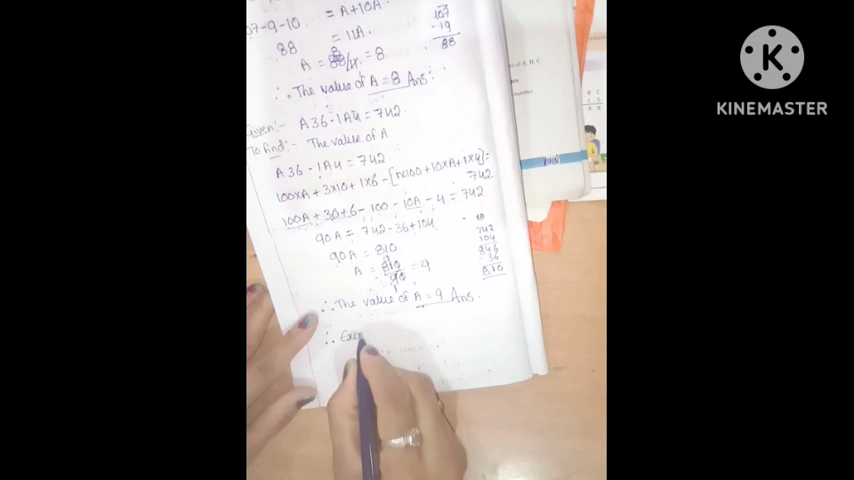 07-9-10 = A+10A
88 = 11A.
A = 88/11 = 8
∴ The value of A = 8 Ans.
107
-19
88
Given:- A36-1A4=742.
To Find:- The value of A
A36-1A4=742
100×A+3×10+1×6-[1×100+10×A+1×4]=
742.
100A+30+6-100-10A-4=742
90A = 742-36+104.
90A = 810
A = 810/90 = 9
742
104
846
-36
810
∴ The value of A = 9 Ans.
∴
K
KINEMASTER